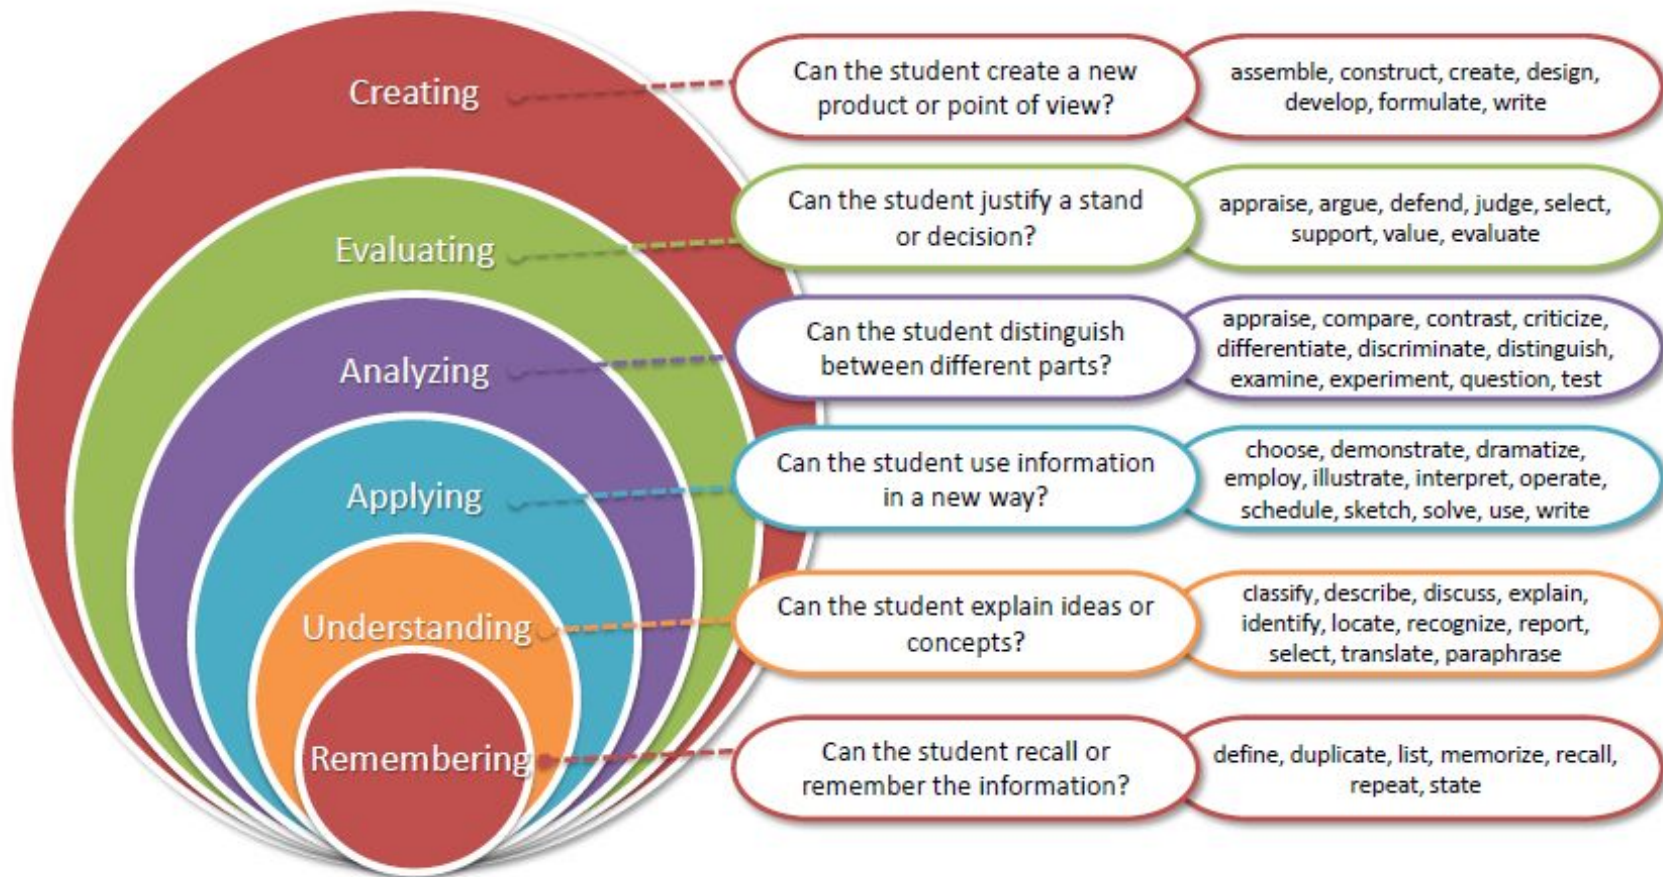 Creating
Can the student create a new
product or point of view?
assemble, construct, create, design,
develop, formulate, write
Evaluating
Can the student justify a stand
or decision?
appraise, argue, defend, judge, select,
support, value, evaluate
Analyzing
Can the student distinguish
between different parts?
appraise, compare, contrast, criticize,
differentiate, discriminate, distinguish,
examine, experiment, question, test
Applying
Can the student use information
in a new way?
choose, demonstrate, dramatize,
employ, illustrate, interpret, operate,
schedule, sketch, solve, use, write
Understanding
Can the student explain ideas or
concepts?
classify, describe, discuss, explain,
identify, locate, recognize, report,
select, translate, paraphrase
Remembering
Can the student recall or
remember the information?
define, duplicate, list, memorize, recall,
repeat, state